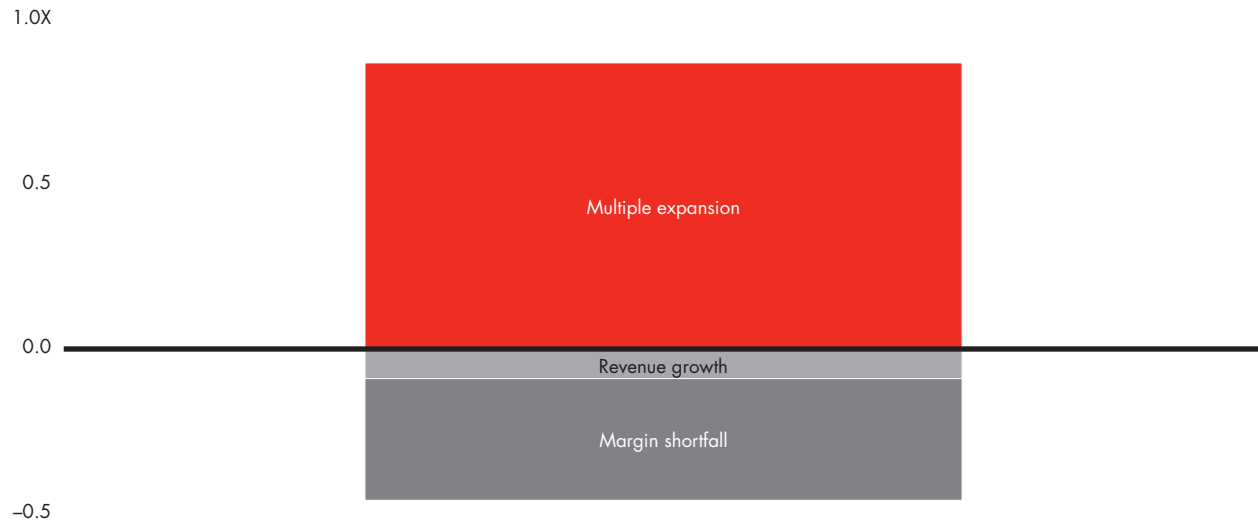 1.0X
0.5
Multiple expansion
0.0
Revenue growth
Margin shortfall
–0.5